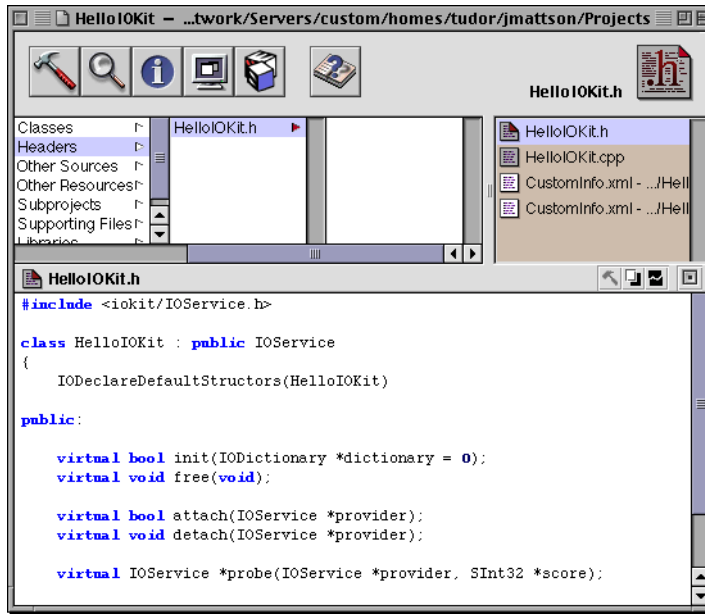 HelloIOKit — ...twork/Servers/custom/homes/tudor/jmattson/Projects
HelloIOKit.h
.h
Classes
Headers
Other Sources
Other Resources
Subprojects
Supporting Files
Libraries
HelloIOKit.h
HelloIOKit.h
HelloIOKit.cpp
CustomInfo.xml - .../Hell
CustomInfo.xml - .../Hell
HelloIOKit.h
#include <iokit/IOService.h>
class HelloIOKit : public IOService
{
IODeclareDefaultStructors(HelloIOKit)
public:
virtual bool init(IODictionary *dictionary = 0);
virtual void free(void);
virtual bool attach(IOService *provider);
virtual void detach(IOService *provider);
virtual IOService *probe(IOService *provider, SInt32 *score);